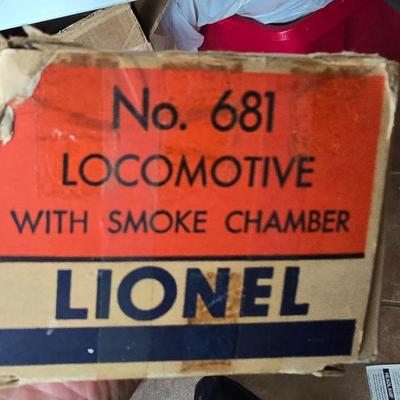 No. 681
LOCOMOTIVE
WITH SMOKE CHAMBER
LIONEL